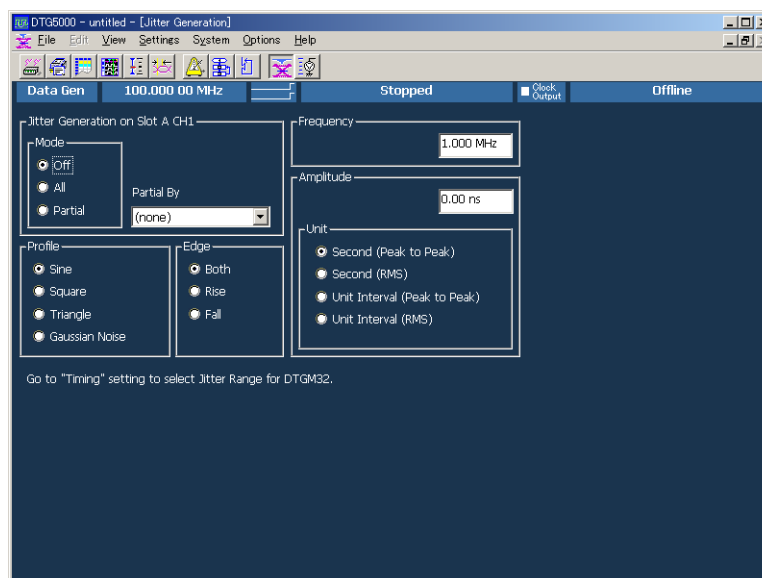 DTG5000 - untitled - [Jitter Generation]
File Edit View Settings System Options Help
Data Gen 100.000 00 MHz Stopped Clock Output Offline
Jitter Generation on Slot A CH1
Mode
Off
All
Partial
Partial By
(none)
Frequency
1.000 MHz
Amplitude
0.00 ns
Unit
Second (Peak to Peak)
Second (RMS)
Unit Interval (Peak to Peak)
Unit Interval (RMS)
Profile
Sine
Square
Triangle
Gaussian Noise
Edge
Both
Rise
Fall
Go to "Timing" setting to select Jitter Range for DTGM32.